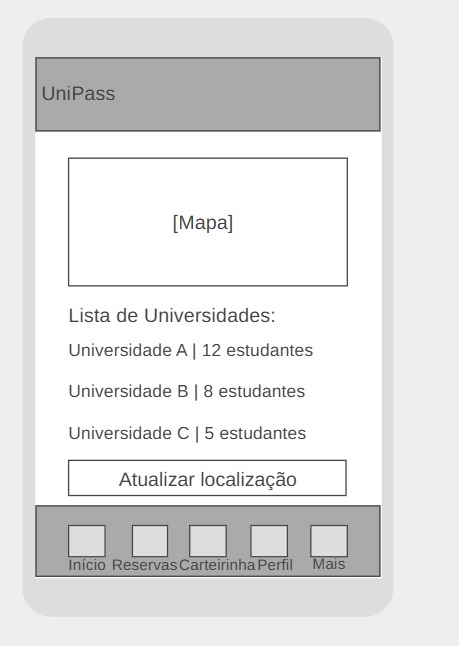 UniPass
[Mapa]
Lista de Universidades:
Universidade A | 12 estudantes
Universidade B | 8 estudantes
Universidade C | 5 estudantes
Atualizar localização
Início Reservas Carteirinha Perfil Mais